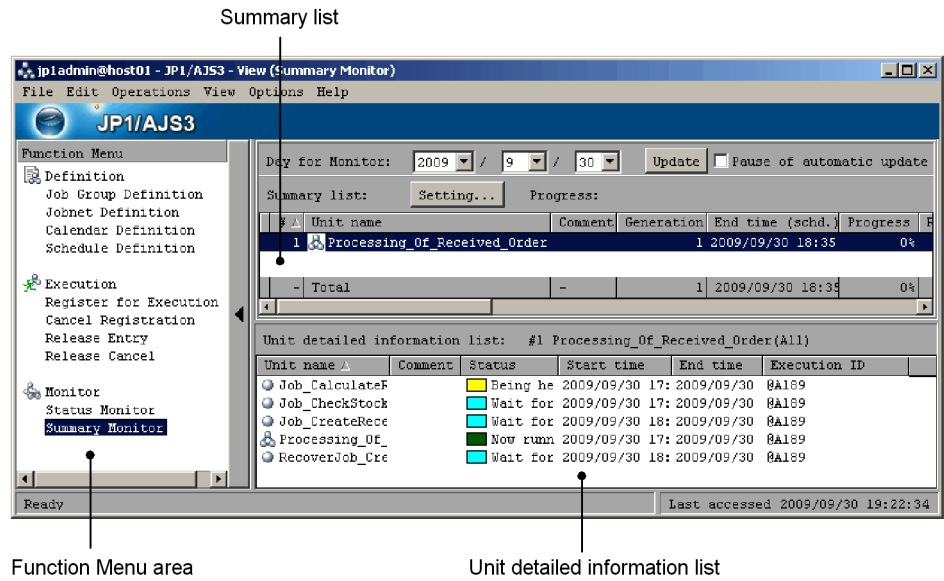 Summary list
jp1admin@host01 - JP1/AJS3 - View (Summary Monitor)
File Edit Operations View Options Help
JP1/AJS3
Function Menu
Definition
Job Group Definition
Jobnet Definition
Calendar Definition
Schedule Definition
Execution
Register for Execution
Cancel Registration
Release Entry
Release Cancel
Monitor
Status Monitor
Summary Monitor
Day for Monitor: 2009 / 9 / 30 Update Pause of automatic update
Summary list: Setting... Progress:
# Unit name Comment Generation End time (schd.) Progress R
1 Processing_Of_Received_Order 1 2009/09/30 18:35 0%
- Total - 1 2009/09/30 18:35 0%
Unit detailed information list: #1 Processing_Of_Received_Order(All)
Unit name Comment Status Start time End time Execution ID
Job_CalculateR Being he 2009/09/30 17: 2009/09/30 @A189
Job_CheckStock Wait for 2009/09/30 17: 2009/09/30 @A189
Job_CreateRece Wait for 2009/09/30 18: 2009/09/30 @A189
Processing_Of_ Now runn 2009/09/30 17: 2009/09/30 @A189
RecoverJob_Cre Wait for 2009/09/30 18: 2009/09/30 @A189
Ready Last accessed 2009/09/30 19:22:34
Function Menu area
Unit detailed information list